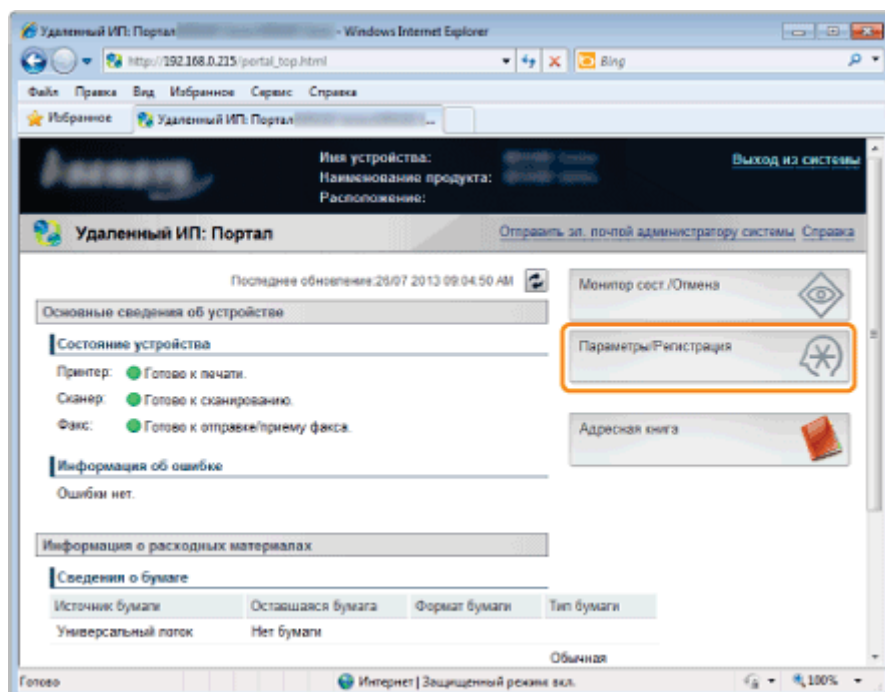 Удаленный ИП: Портал - Windows Internet Explorer
http://192.168.0.215/portal_top.html
Bing
Файл Правка Вид Избранное Сервис Справка
Избранное
Удаленный ИП: Портал ...
Имя устройства:
Наименование продукта:
Расположение:
Выход из системы
Удаленный ИП: Портал
Отправить эл. почтой администратору системы Справка
Последнее обновление:26/07 2013 09:04:50 AM
Основные сведения об устройстве
Состояние устройства
Принтер: Готово к печати.
Сканер: Готово к сканированию.
Факс: Готово к отправке/приему факса.
Информация об ошибке
Ошибки нет.
Монитор сост./Отмена
Параметры/Регистрация
Адресная книга
Информация о расходных материалах
Сведения о бумаге
Источник бумаги Оставшаяся бумага Формат бумаги Тип бумаги
Универсальный лоток Нет бумаги
Обычная
Готово
Интернет | Защищенный режим вкл.
100%